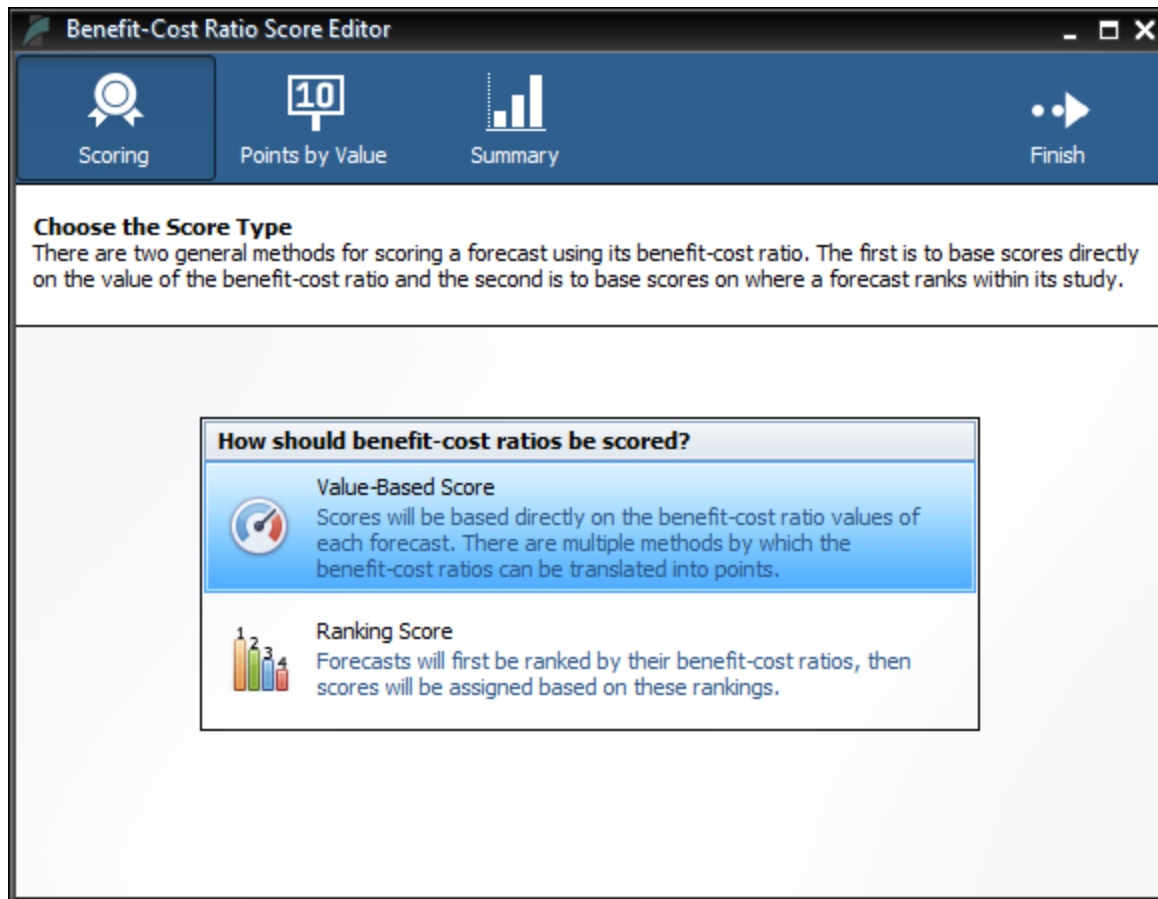 Benefit-Cost Ratio Score Editor
10
Scoring
Points by Value
Summary
Finish
Choose the Score Type
There are two general methods for scoring a forecast using its benefit-cost ratio. The first is to base scores directly
on the value of the benefit-cost ratio and the second is to base scores on where a forecast ranks within its study.
How should benefit-cost ratios be scored?
Value-Based Score
Scores will be based directly on the benefit-cost ratio values of
each forecast. There are multiple methods by which the
benefit-cost ratios can be translated into points.
1 2 3 4
Ranking Score
Forecasts will first be ranked by their benefit-cost ratios, then
scores will be assigned based on these rankings.